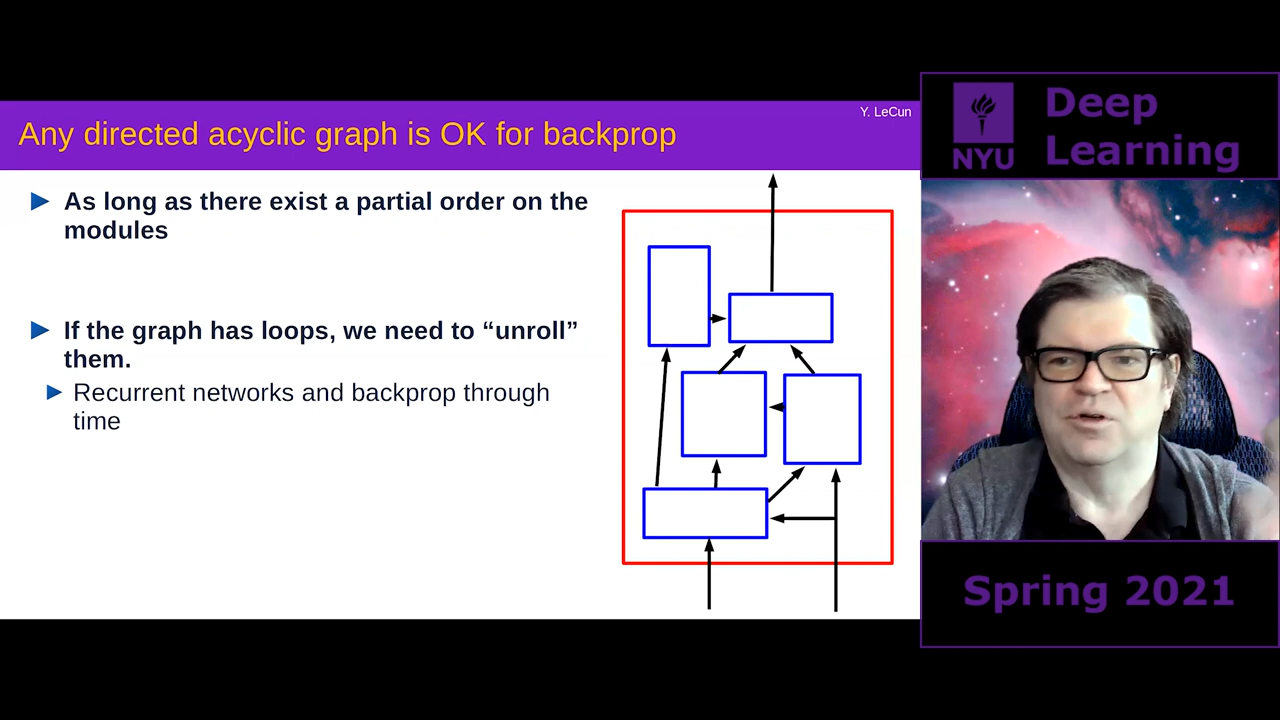 Y. LeCun
Any directed acyclic graph is OK for backprop
As long as there exist a partial order on the
modules
If the graph has loops, we need to “unroll”
them.
Recurrent networks and backprop through
time
NYU
Deep
Learning
Spring 2021